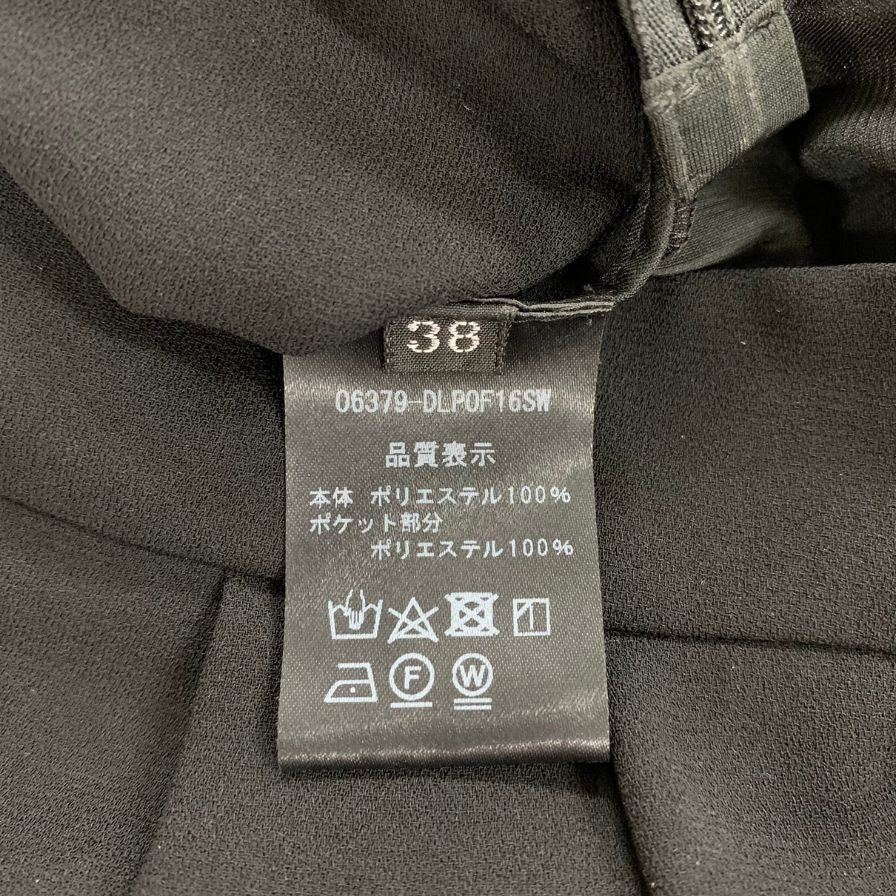 38
06379-DLPOF16SW
品質表示
本体 ポリエステル100%
ポケット部分
ポリエステル100%
F W